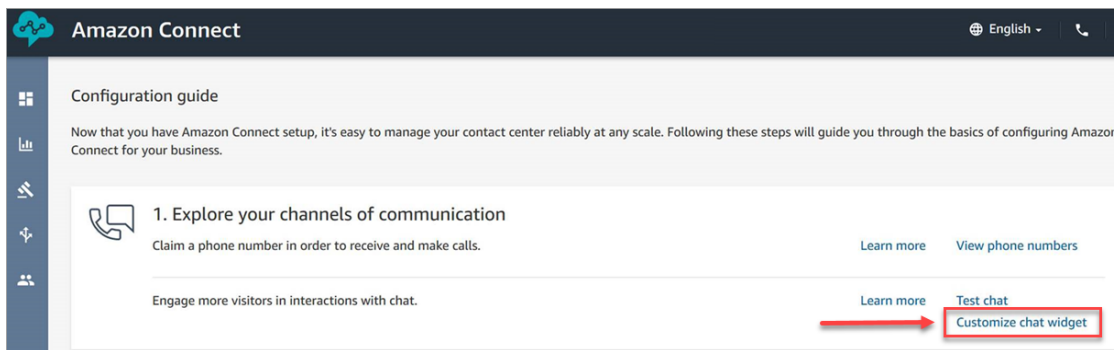 Amazon Connect
English
Configuration guide
Now that you have Amazon Connect setup, it's easy to manage your contact center reliably at any scale. Following these steps will guide you through the basics of configuring Amazon
Connect for your business.
1. Explore your channels of communication
Claim a phone number in order to receive and make calls.
Learn more
View phone numbers
Engage more visitors in interactions with chat.
Learn more
Test chat
Customize chat widget